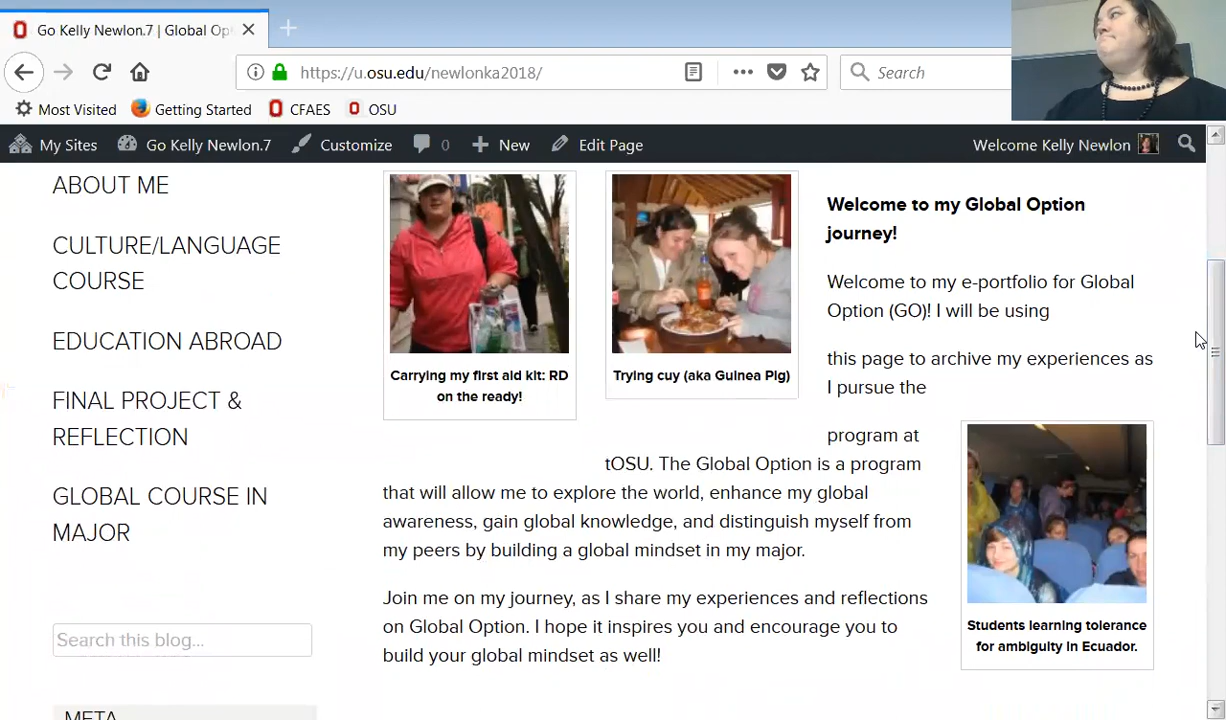 Go Kelly Newlon.7 | Global Op
https://u.osu.edu/newlonka2018/
Search
Most Visited
Getting Started
CFAES
OSU
My Sites
Go Kelly Newlon.7
Customize
0
New
Edit Page
Welcome Kelly Newlon
ABOUT ME
CULTURE/LANGUAGE
COURSE
EDUCATION ABROAD
FINAL PROJECT &
REFLECTION
GLOBAL COURSE IN
MAJOR
Search this blog...
META
Carrying my first aid kit: RD
on the ready!
Trying cuy (aka Guinea Pig)
Welcome to my Global Option
journey!
Welcome to my e-portfolio for Global
Option (GO)! I will be using
this page to archive my experiences as
I pursue the
program at
tOSU. The Global Option is a program
that will allow me to explore the world, enhance my global
awareness, gain global knowledge, and distinguish myself from
my peers by building a global mindset in my major.
Join me on my journey, as I share my experiences and reflections
on Global Option. I hope it inspires you and encourage you to
build your global mindset as well!
Students learning tolerance
for ambiguity in Ecuador.